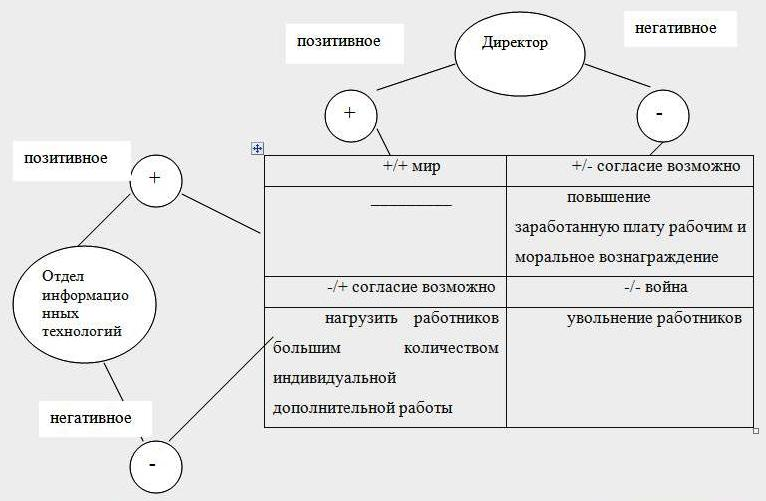 позитивное
Директор
негативное
+
-
позитивное
+
+/+ мир
+/- согласие возможно
_________
повышение
заработанную плату рабочим и
моральное вознаграждение
Отдел
информацио
нных
технологий
-/+ согласие возможно
-/- война
нагрузить работников
большим количеством
индивидуальной
дополнительной работы
увольнение работников
негативное
-